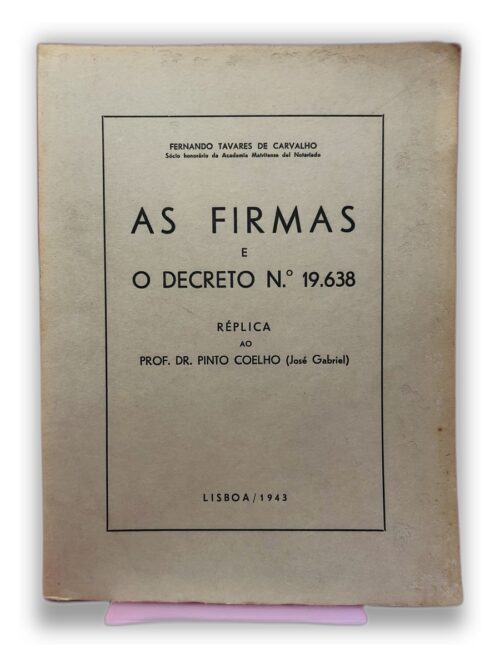 FERNANDO TAVARES DE CARVALHO
Sócio honorário da Academia Matritense del Notariado
AS FIRMAS
E
O DECRETO N.º 19.638
RÉPLICA
AO
PROF. DR. PINTO COELHO (José Gabriel)
LISBOA/1943